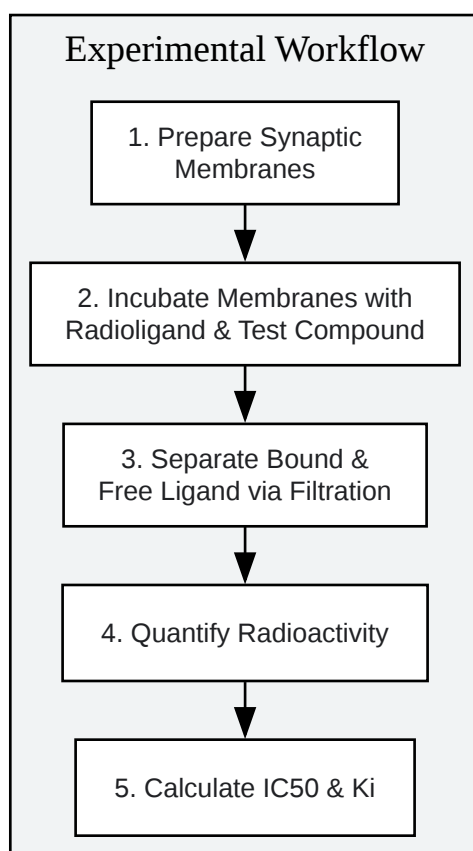 Experimental Workflow
1. Prepare Synaptic
Membranes
2. Incubate Membranes with
Radioligand & Test Compound
3. Separate Bound &
Free Ligand via Filtration
4. Quantify Radioactivity
5. Calculate IC50 & Ki